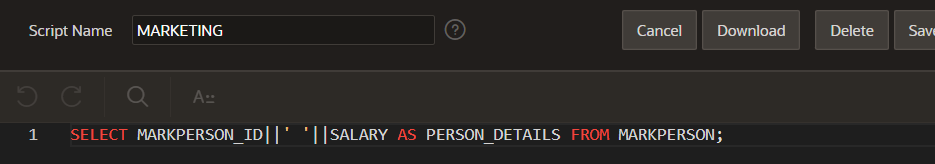 Script Name MARKETING ? Cancel Download Delete Save
A
1 SELECT MARKPERSON_ID||' '||SALARY AS PERSON_DETAILS FROM MARKPERSON;